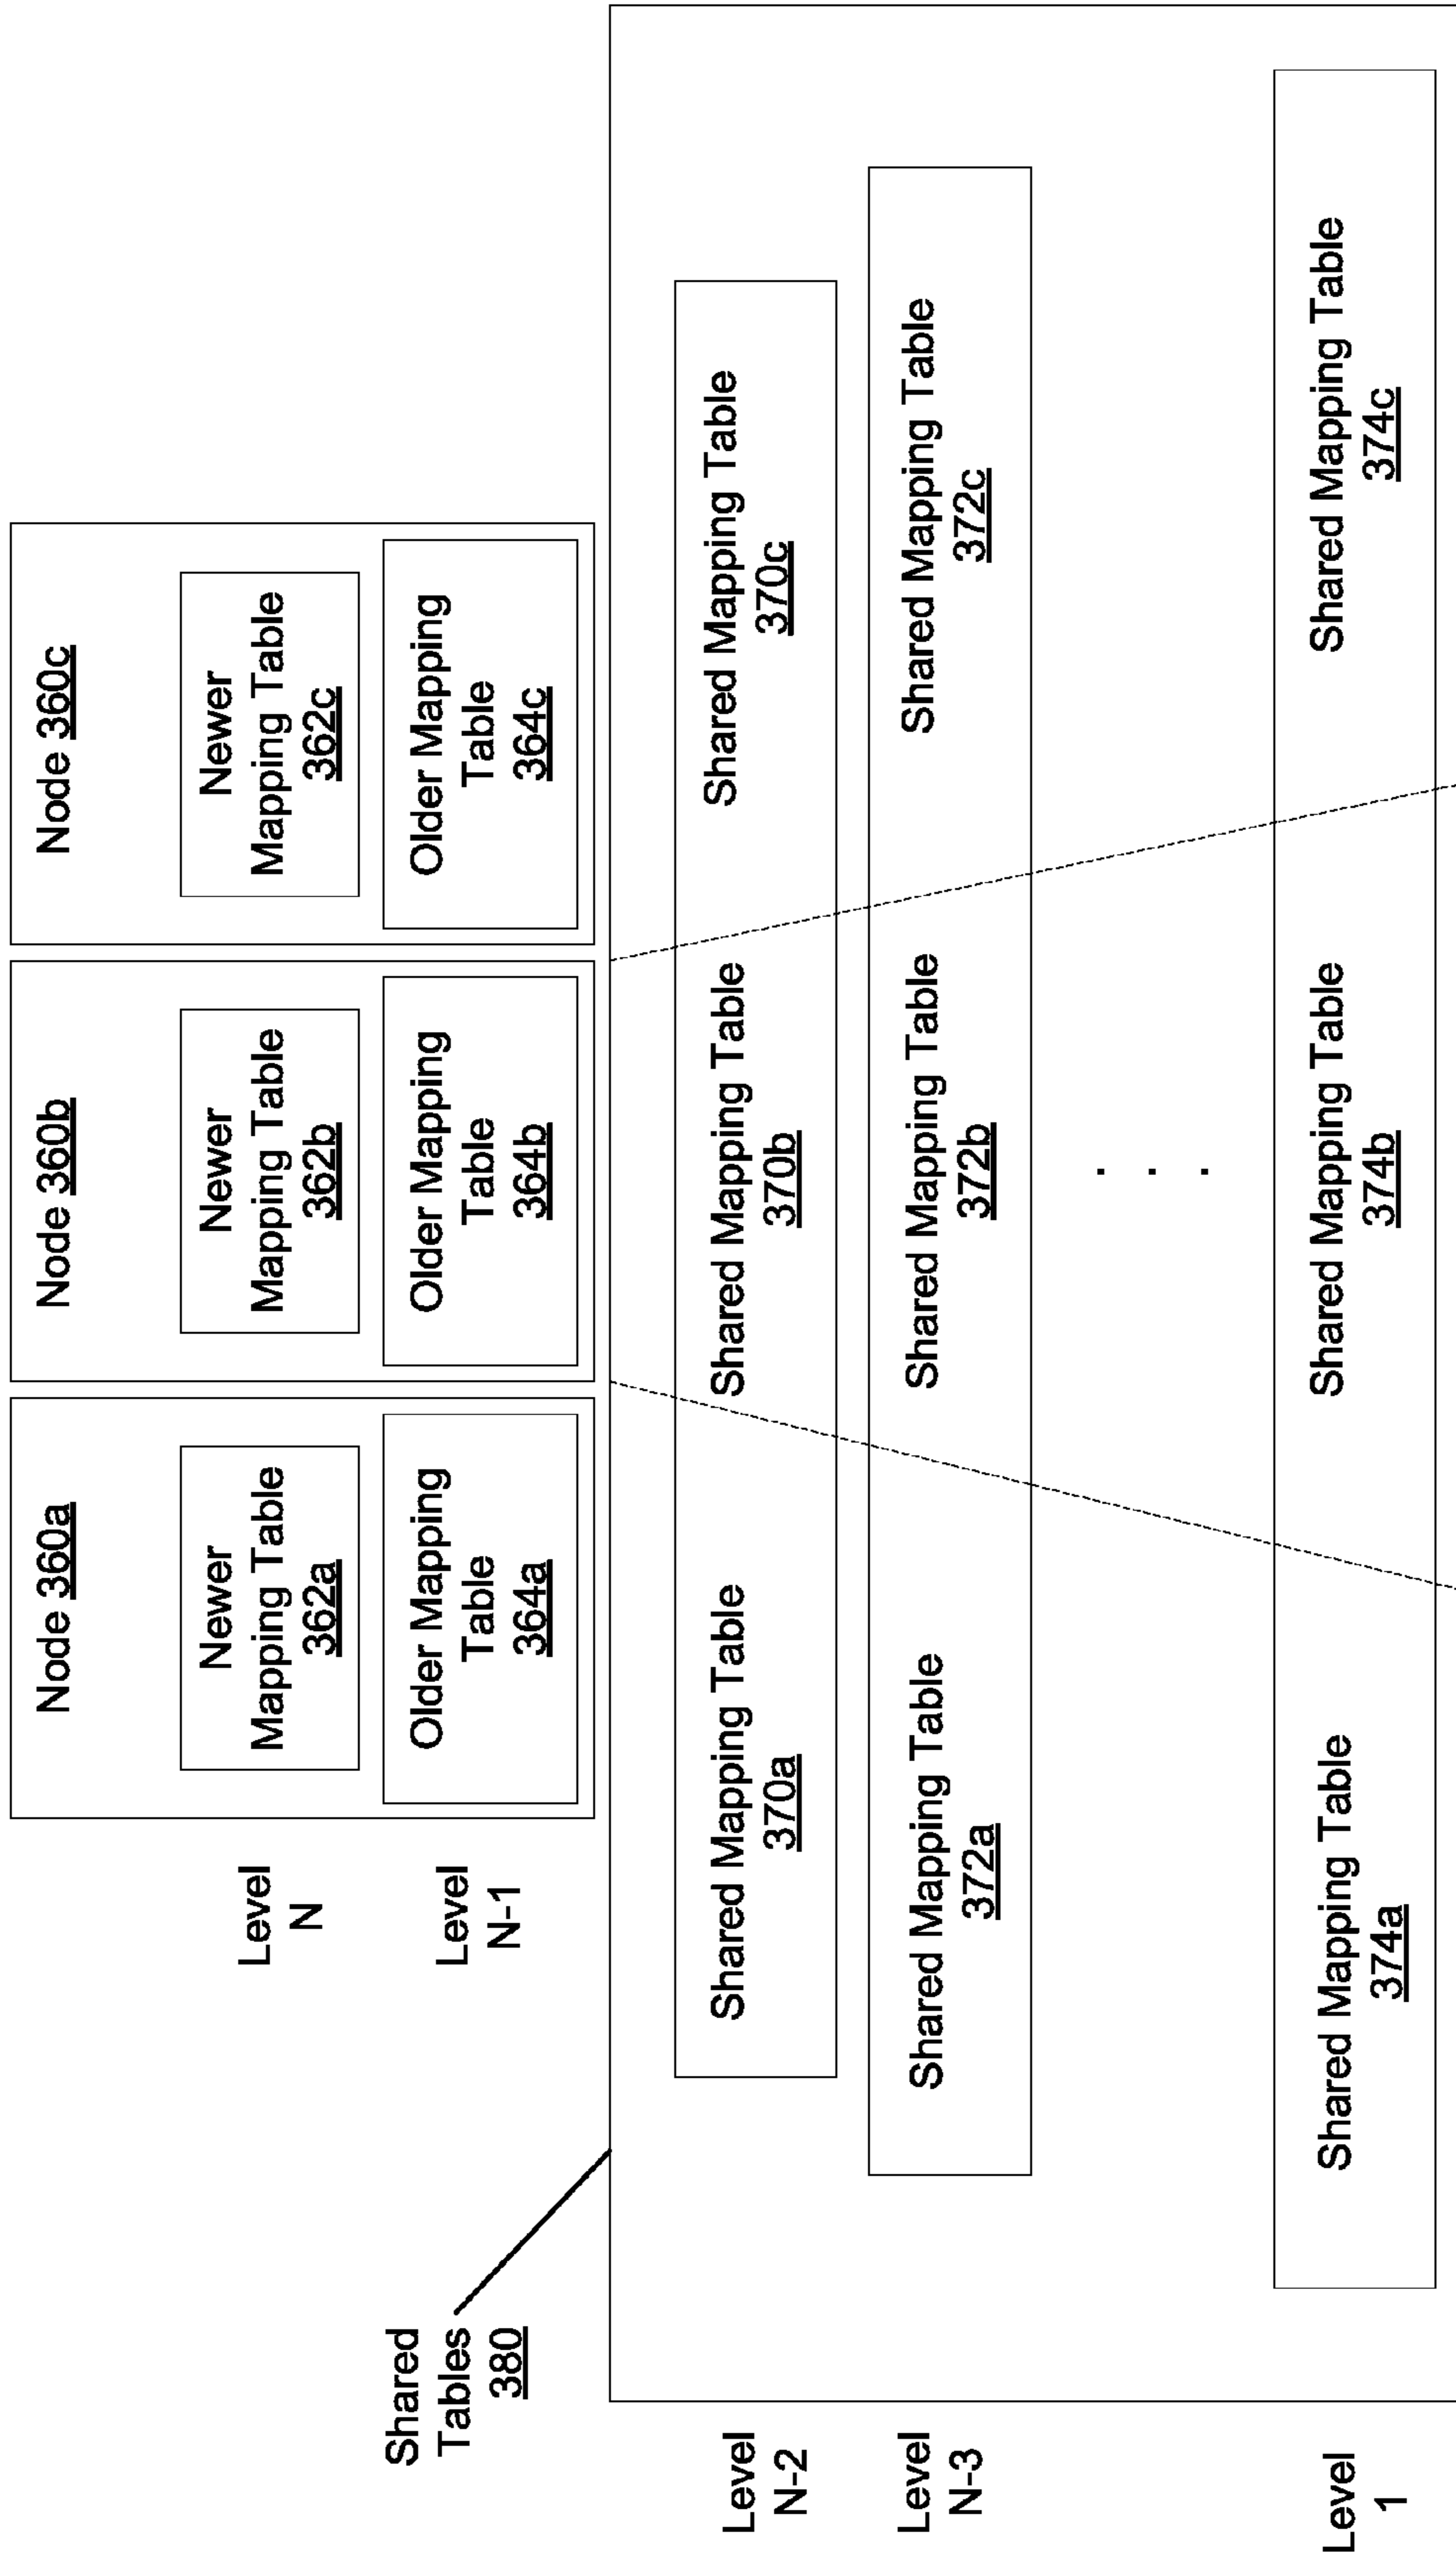 Node 360a
Node 360b
Node 360c
Level
N
Newer
Mapping Table
362a
Newer
Mapping Table
362b
Newer
Mapping Table
362c
Level
N-1
Older Mapping
Table
364a
Older Mapping
Table
364b
Older Mapping
Table
364c
Shared
Tables
380
Level
N-2
Shared Mapping Table
370a
Shared Mapping Table
370b
Shared Mapping Table
370c
Level
N-3
Shared Mapping Table
372a
Shared Mapping Table
372b
Shared Mapping Table
372c
. . .
Level
1
Shared Mapping Table
374a
Shared Mapping Table
374b
Shared Mapping Table
374c